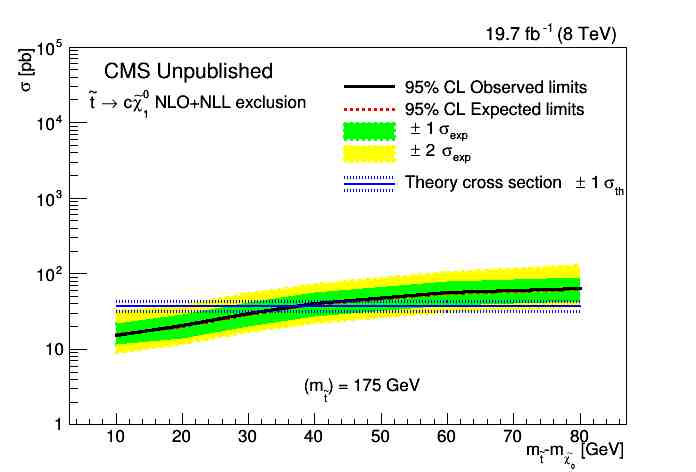 19.7 fb⁻¹ (8 TeV)
σ [pb]
10⁵
10⁴
10³
10²
10
1
CMS Unpublished
t̃ → cχ̃⁰₁ NLO+NLL exclusion
95% CL Observed limits
95% CL Expected limits
± 1 σexp
± 2 σexp
Theory cross section ± 1 σth
(mt̃) = 175 GeV
10 20 30 40 50 60 70 80
mt̃-mχ̃₀ [GeV]